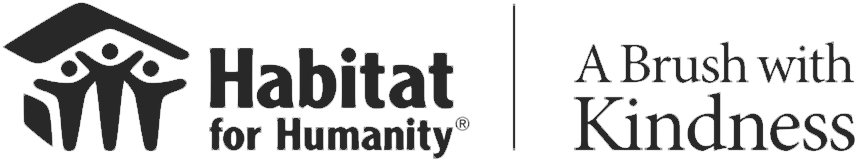 Habitat
for Humanity®
A Brush with
Kindness